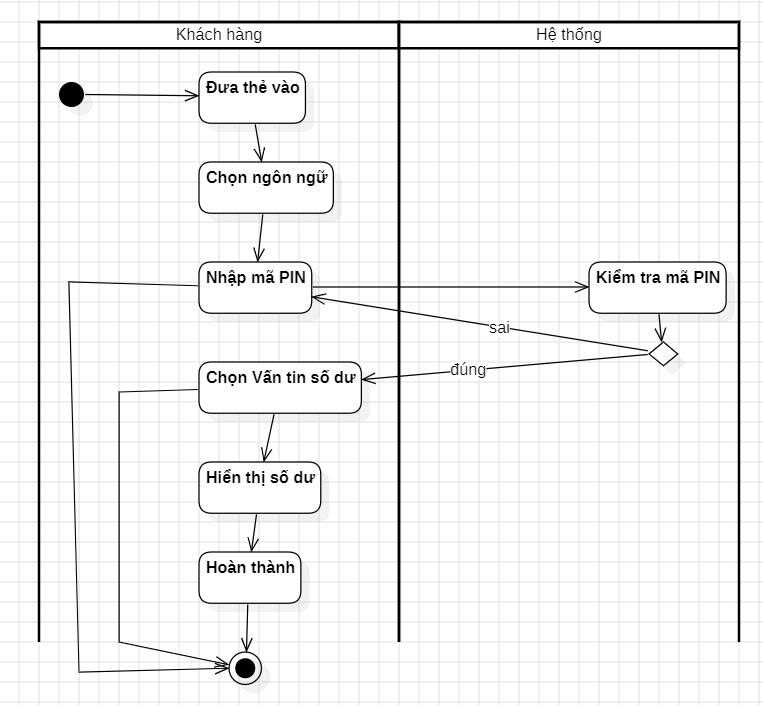 Khách hàng
Hệ thống
Đưa thẻ vào
Chọn ngôn ngữ
Nhập mã PIN
Kiểm tra mã PIN
sai
đúng
Chọn Vấn tin số dư
Hiển thị số dư
Hoàn thành